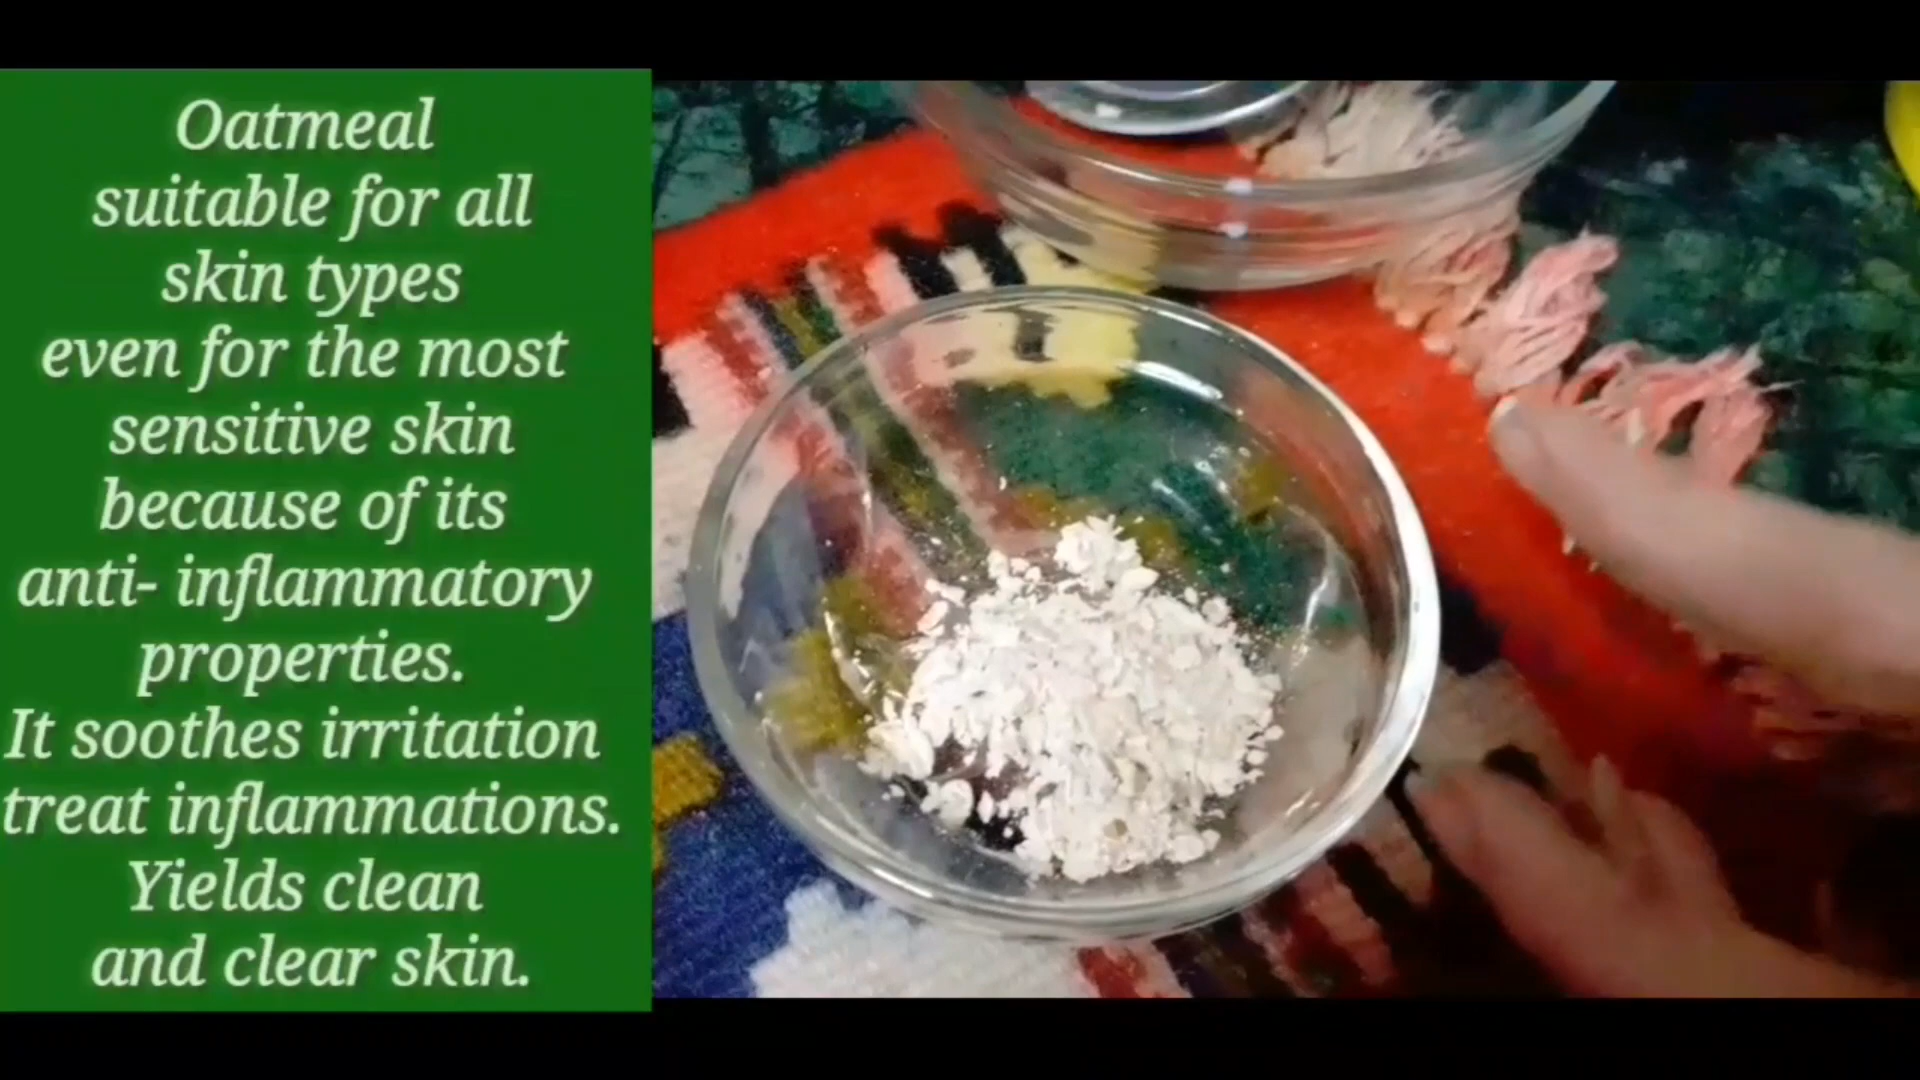 Oatmeal
suitable for all
skin types
even for the most
sensitive skin
because of its
anti- inflammatory
properties.
It soothes irritation
treat inflammations.
Yields clean
and clear skin.